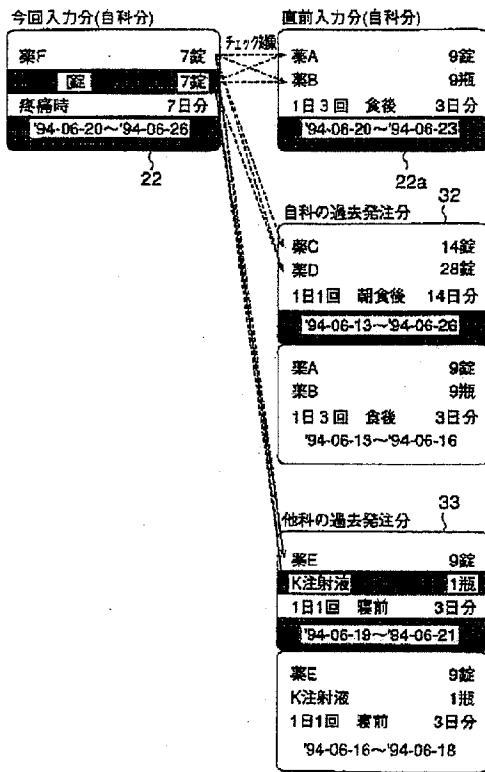 今回入力分(自科分)
薬F 7錠
錠 7錠
疼痛時 7日分
'94-06-20～'94-06-26
22
チェック対象
直前入力分(自科分)
薬A 9錠
薬B 9瓶
1日3回 食後 3日分
'94-06-20～'94-06-23
22a
自科の過去発注分
32
薬C 14錠
薬D 28錠
1日1回 朝食後 14日分
'94-06-13～'94-06-26
薬A 9錠
薬B 9瓶
1日3回 食後 3日分
'94-06-13～'94-06-16
他科の過去発注分
33
薬E 9錠
K注射液 1瓶
1日1回 寝前 3日分
'94-06-19～'94-06-21
薬E 9錠
K注射液 1瓶
1日1回 寝前 3日分
'94-06-16～'94-06-18